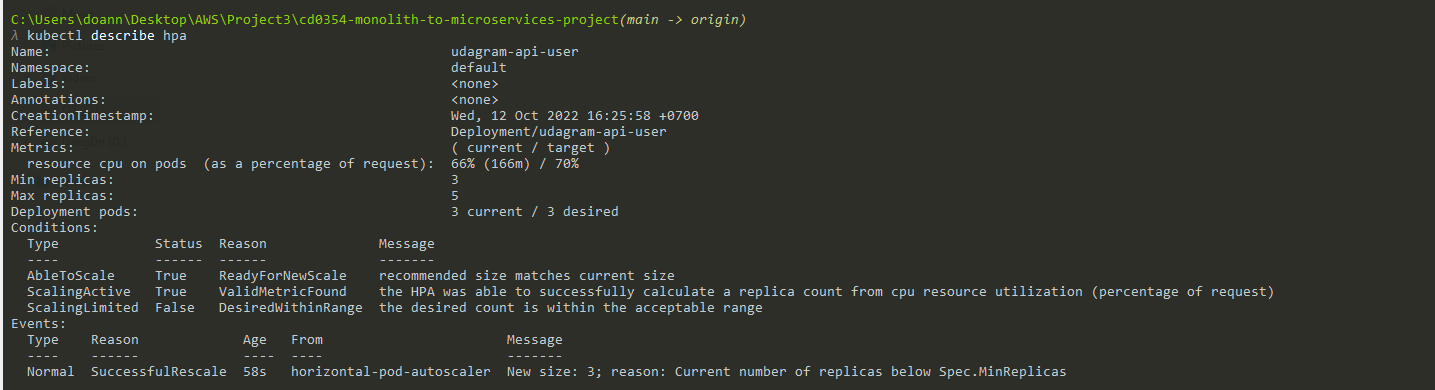 C:\Users\doann\Desktop\AWS\Project3\cd0354-monolith-to-microservices-project(main -> origin)
λ kubectl describe hpa
Name: udagram-api-user
Namespace: default
Labels: <none>
Annotations: <none>
CreationTimestamp: Wed, 12 Oct 2022 16:25:58 +0700
Reference: Deployment/udagram-api-user
Metrics: ( current / target )
resource cpu on pods (as a percentage of request): 66% (166m) / 70%
Min replicas: 3
Max replicas: 5
Deployment pods: 3 current / 3 desired
Conditions:
Type Status Reason Message
---- ------ ------ -------
AbleToScale True ReadyForNewScale recommended size matches current size
ScalingActive True ValidMetricFound the HPA was able to successfully calculate a replica count from cpu resource utilization (percentage of request)
ScalingLimited False DesiredWithinRange the desired count is within the acceptable range
Events:
Type Reason Age From Message
---- ------ ---- ---- -------
Normal SuccessfulRescale 58s horizontal-pod-autoscaler New size: 3; reason: Current number of replicas below Spec.MinReplicas